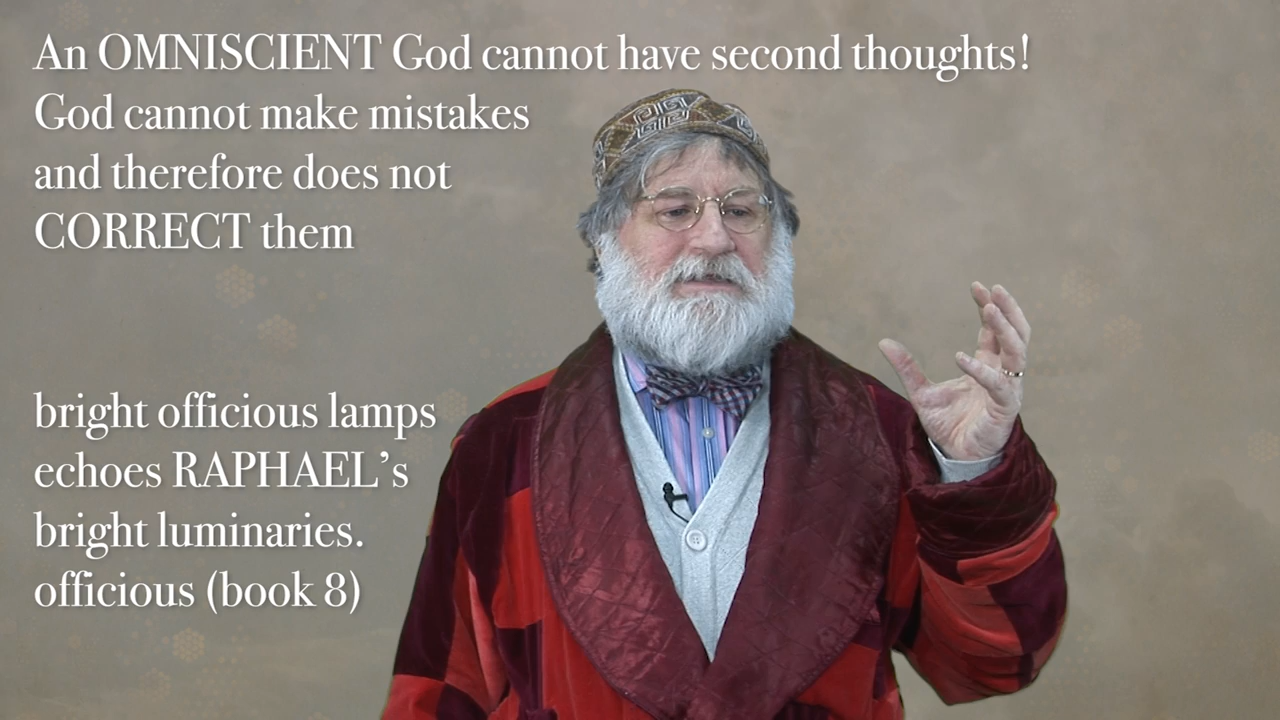 An OMNISCIENT God cannot have second thoughts!
God cannot make mistakes
and therefore does not
CORRECT them
bright officious lamps
echoes RAPHAEL’s
bright luminaries.
officious (book 8)